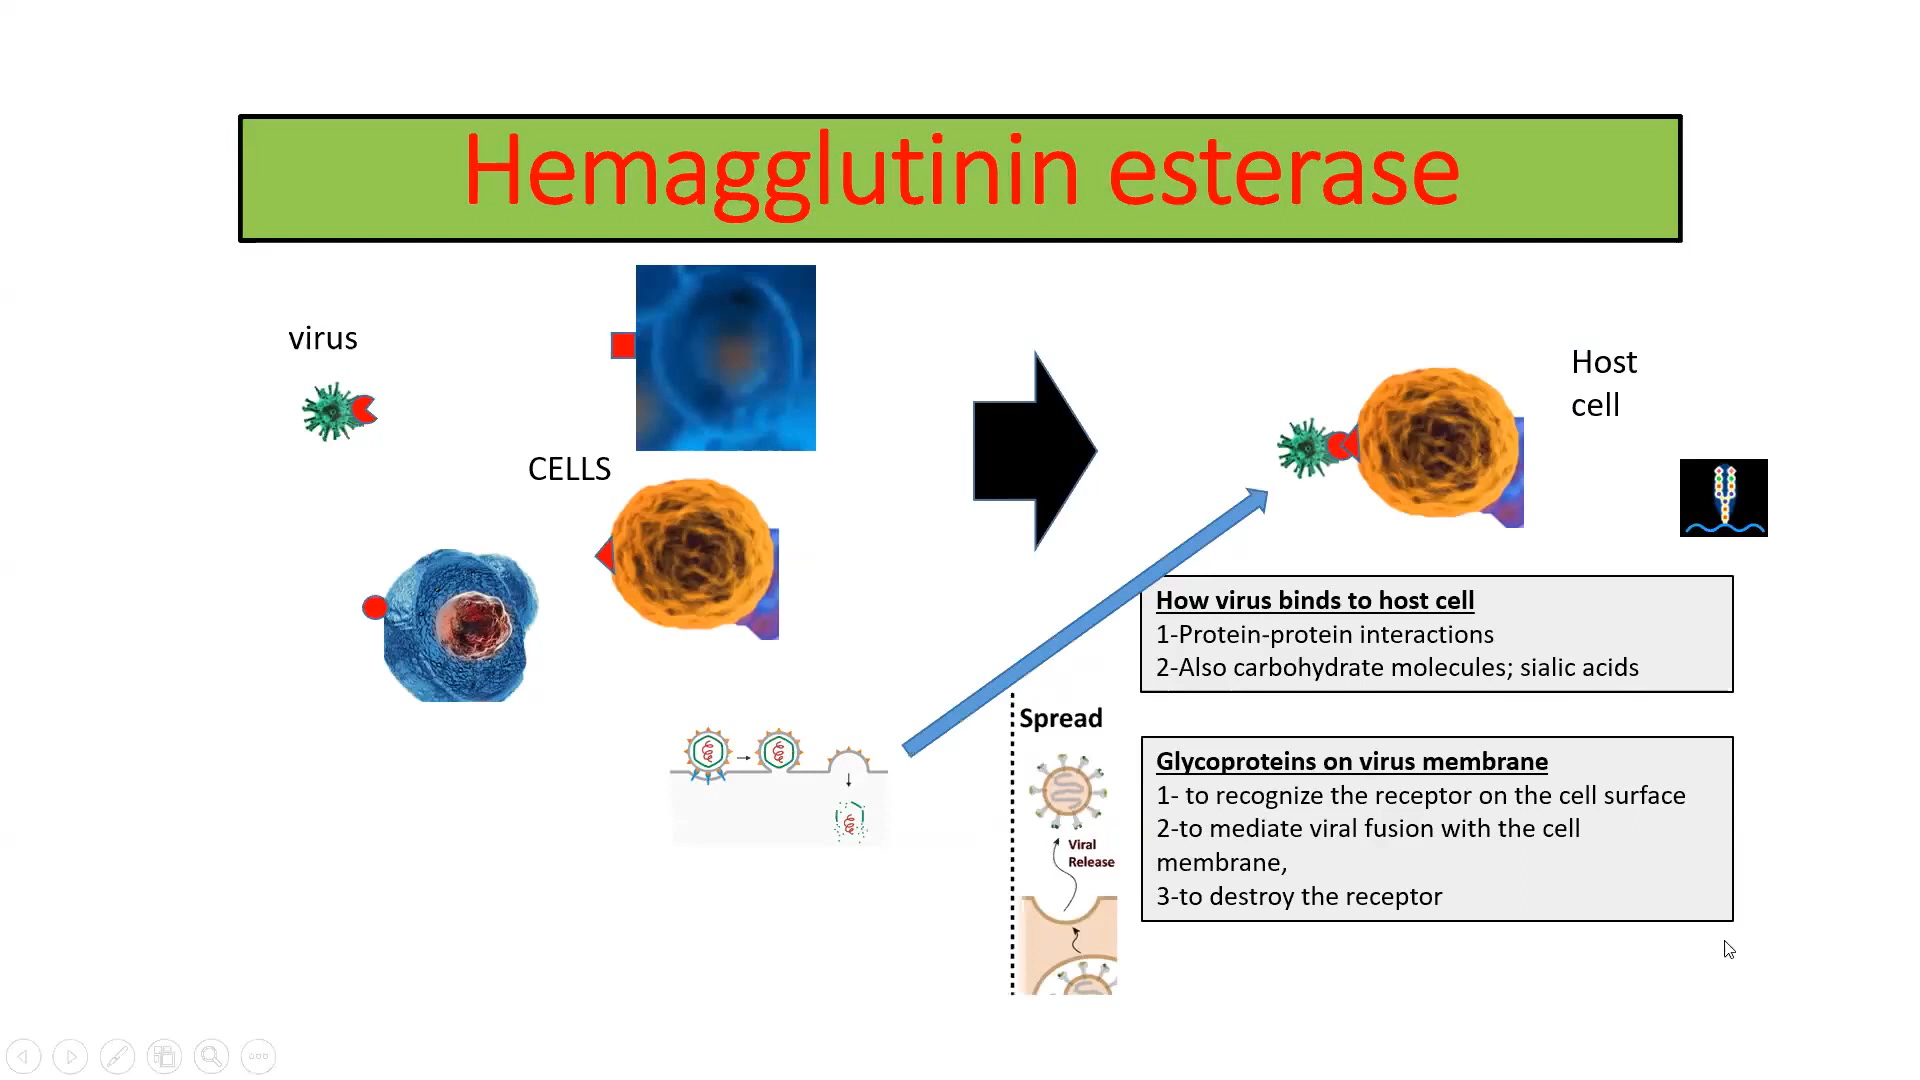 Hemagglutinin esterase
virus
CELLS
Host
cell
How virus binds to host cell
1-Protein-protein interactions
2-Also carbohydrate molecules; sialic acids
Spread
Viral
Release
Glycoproteins on virus membrane
1- to recognize the receptor on the cell surface
2-to mediate viral fusion with the cell
membrane,
3-to destroy the receptor